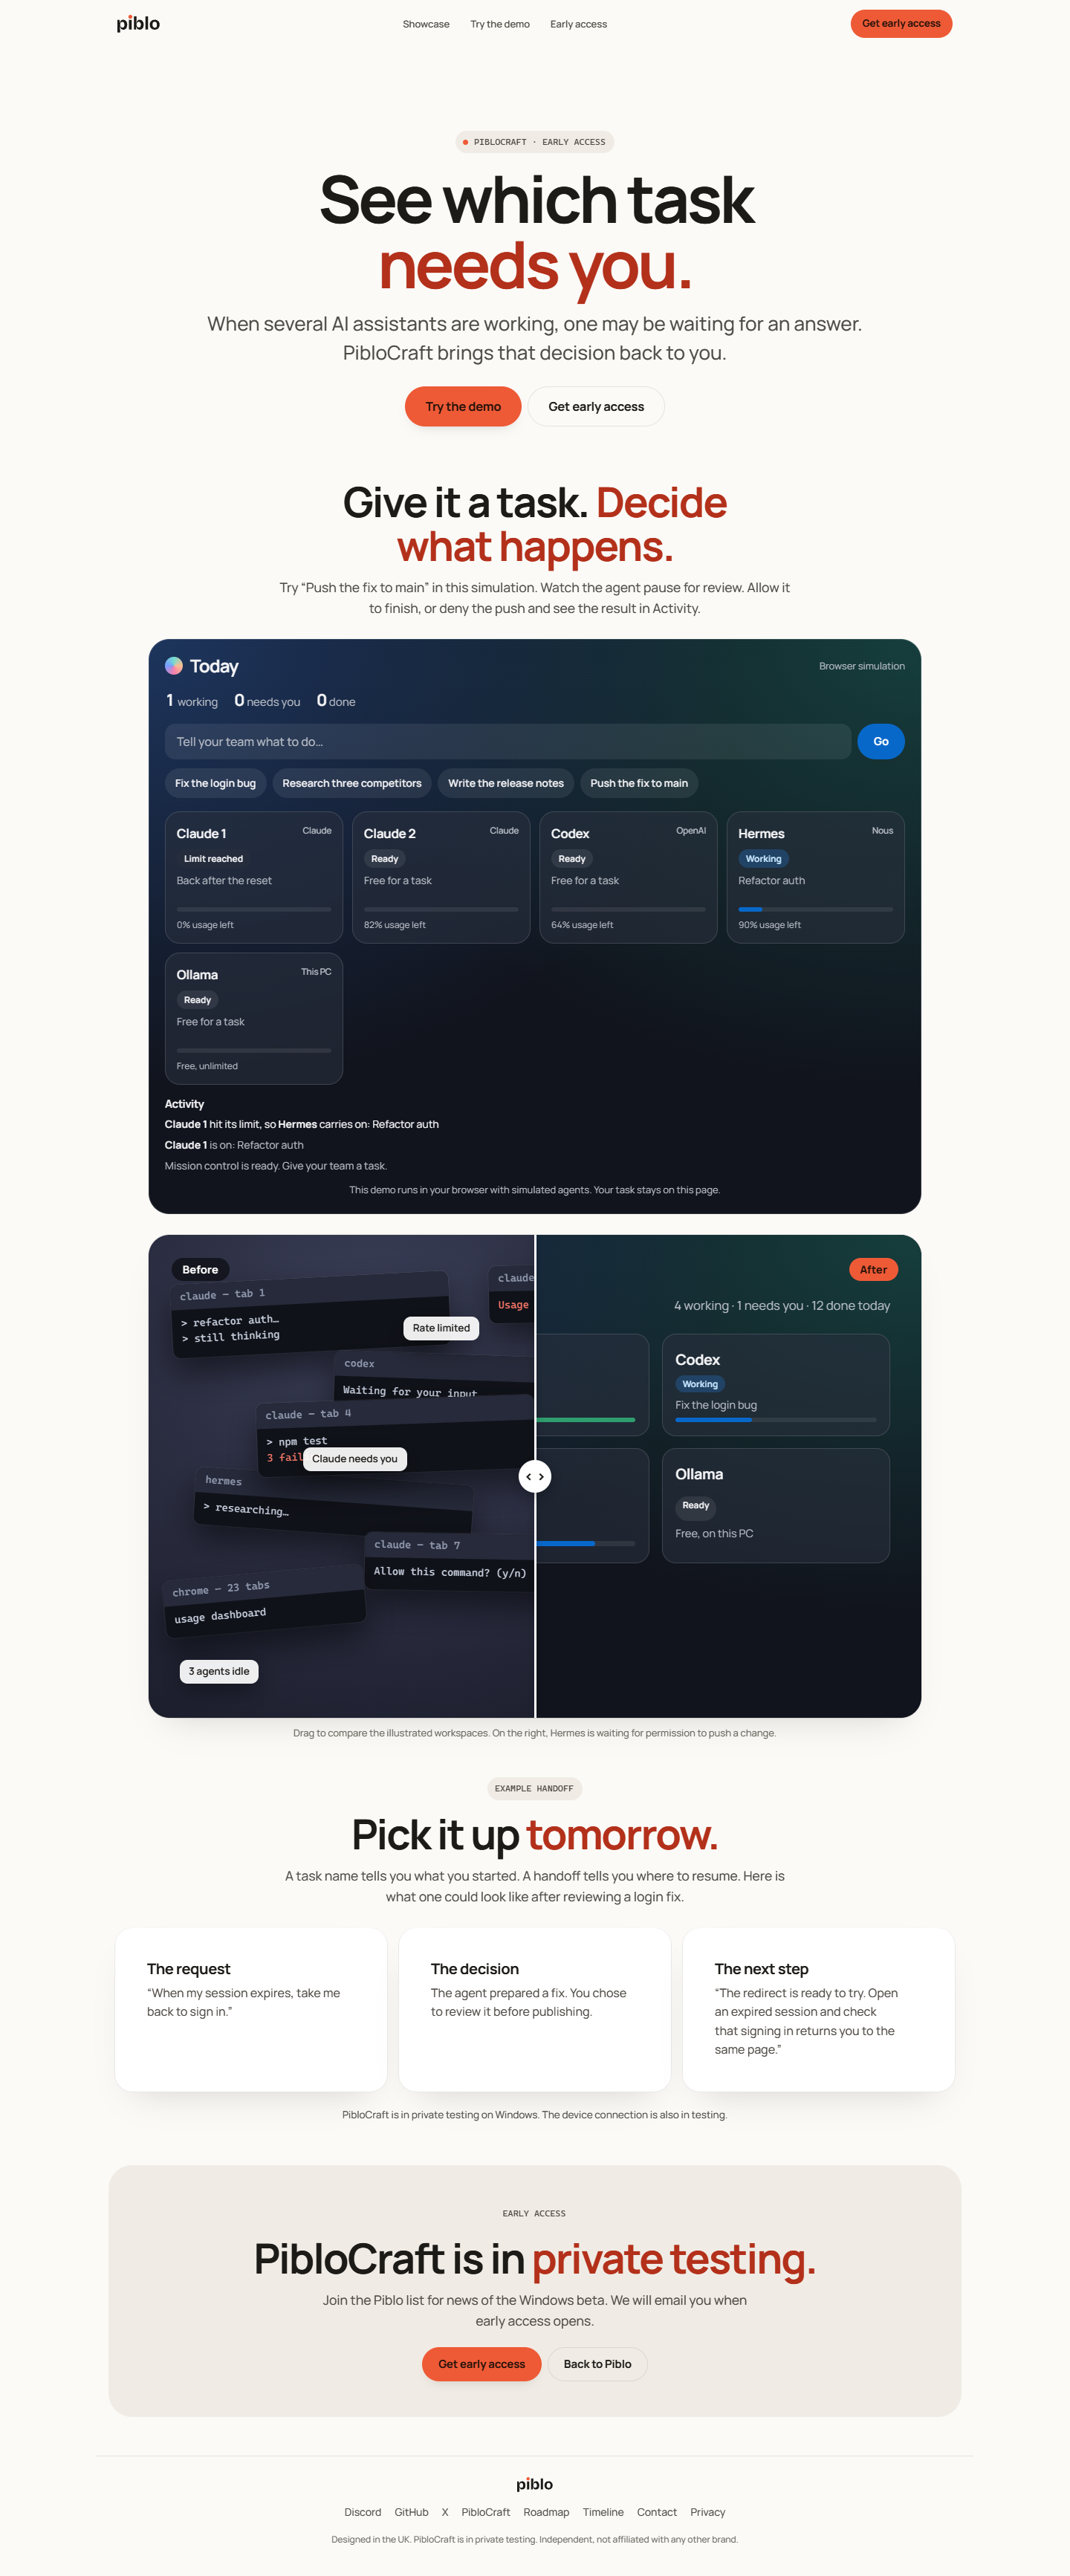 piblo
Showcase
Try the demo
Early access
Get early access
PIBLOCRAFT · EARLY ACCESS
See which task
needs you.
When several AI assistants are working, one may be waiting for an answer.
PibloCraft brings that decision back to you.
Try the demo
Get early access
Give it a task. Decide
what happens.
Try “Push the fix to main” in this simulation. Watch the agent pause for review. Allow it
to finish, or deny the push and see the result in Activity.
Today
Browser simulation
1 working
0 needs you
0 done
Tell your team what to do…
Go
Fix the login bug
Research three competitors
Write the release notes
Push the fix to main
Claude 1
Claude
Limit reached
Back after the reset
0% usage left
Claude 2
Claude
Ready
Free for a task
82% usage left
Codex
OpenAI
Ready
Free for a task
64% usage left
Hermes
Nous
Working
Refactor auth
90% usage left
Ollama
This PC
Ready
Free for a task
Free, unlimited
Activity
Claude 1 hit its limit, so Hermes carries on: Refactor auth
Claude 1 is on: Refactor auth
Mission control is ready. Give your team a task.
This demo runs in your browser with simulated agents. Your task stays on this page.
Before
claude — tab 1
> refactor auth…
> still thinking
claude
Usage
Rate limited
codex
Waiting for your input
claude — tab 4
> npm test
3 fail
Claude needs you
hermes
> researching…
claude — tab 7
Allow this command? (y/n)
chrome — 23 tabs
usage dashboard
3 agents idle
After
4 working · 1 needs you · 12 done today
Codex
Working
Fix the login bug
Ollama
Ready
Free, on this PC
Drag to compare the illustrated workspaces. On the right, Hermes is waiting for permission to push a change.
EXAMPLE HANDOFF
Pick it up tomorrow.
A task name tells you what you started. A handoff tells you where to resume. Here is
what one could look like after reviewing a login fix.
The request
“When my session expires, take me
back to sign in.”
The decision
The agent prepared a fix. You chose
to review it before publishing.
The next step
“The redirect is ready to try. Open
an expired session and check
that signing in returns you to the
same page.”
PibloCraft is in private testing on Windows. The device connection is also in testing.
EARLY ACCESS
PibloCraft is in private testing.
Join the Piblo list for news of the Windows beta. We will email you when
early access opens.
Get early access
Back to Piblo
piblo
Discord
GitHub
X
PibloCraft
Roadmap
Timeline
Contact
Privacy
Designed in the UK. PibloCraft is in private testing. Independent, not affiliated with any other brand.